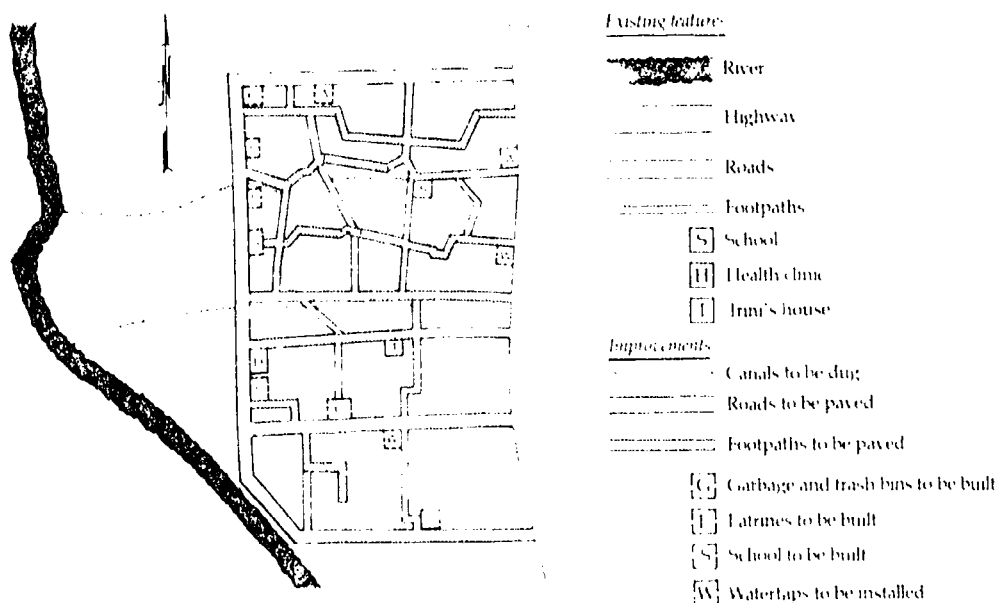 Existing features
River
Highway
Roads
Footpaths
S School
H Health clinic
I Irini's house
Improvements
Canals to be dug
Roads to be paved
Footpaths to be paved
G Garbage and trash bins to be built
L Latrines to be built
S School to be built
W Watertaps to be installed